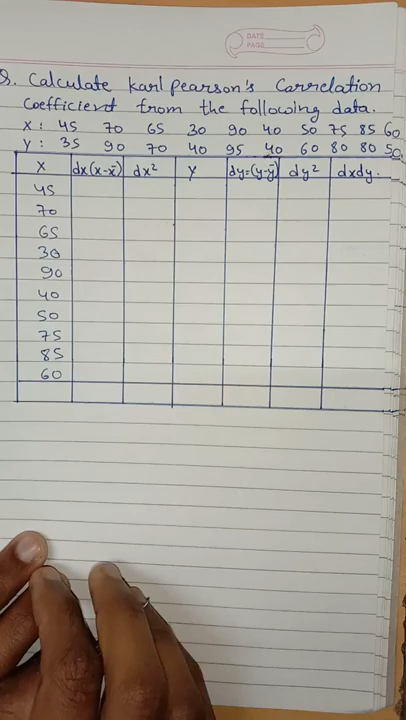 DATE
PAGE
Q. Calculate Karl Pearson's Correlation
Coefficient from the following data.
X : 45 70 65 30 90 40 50 75 85 60
Y : 35 90 70 40 95 40 60 80 80 50
X dx(x-x̄) dx² Y dy=(y-ȳ) dy² dxdy.
45
70
65
30
90
40
50
75
85
60